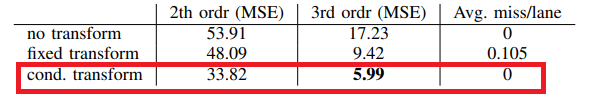 2th ordr (MSE) 3rd ordr (MSE) Avg. miss/lane
no transform 53.91 17.23 0
fixed transform 48.09 9.42 0.105
cond. transform 33.82 5.99 0